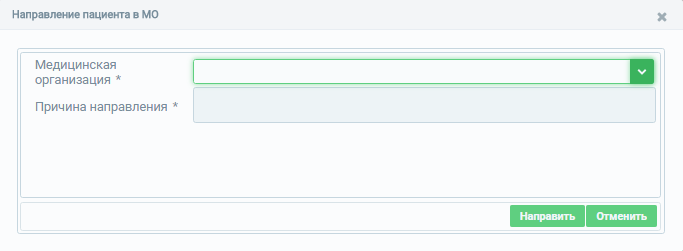 Направление пациента в МО
Медицинская
организация *
Причина направления *
Направить Отменить